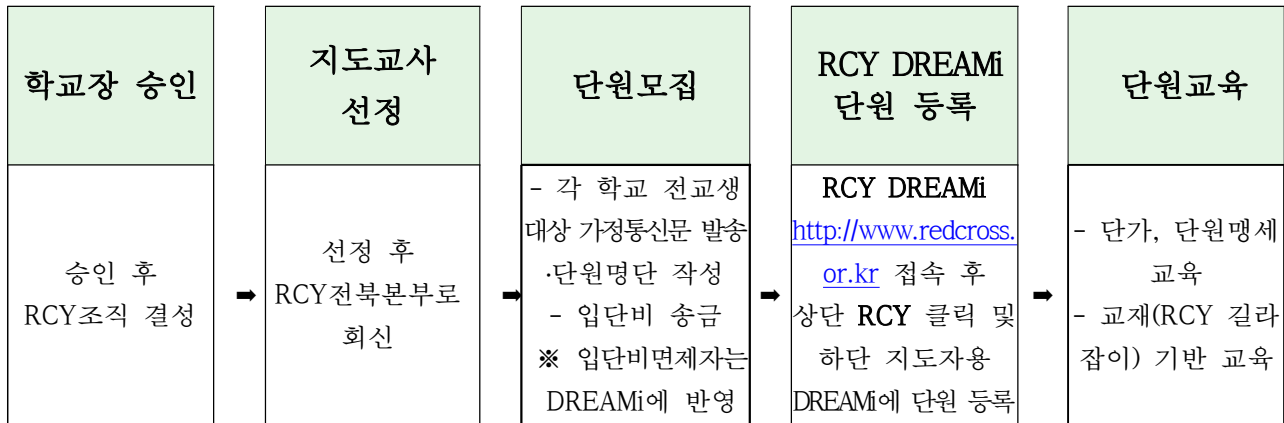 학교장 승인
승인 후
RCY조직 결성
➡
지도교사
선정
선정 후
RCY전북본부로
회신
➡
단원모집
- 각 학교 전교생
대상 가정통신문 발송
·단원명단 작성
- 입단비 송금
※ 입단비면제자는
DREAMi에 반영
➡
RCY DREAMi
단원 등록
RCY DREAMi
http://www.redcross.
or.kr 접속 후
상단 RCY 클릭 및
하단 지도자용
DREAMi에 단원 등록
➡
단원교육
- 단가, 단원맹세
교육
- 교재(RCY 길라
잡이) 기반 교육